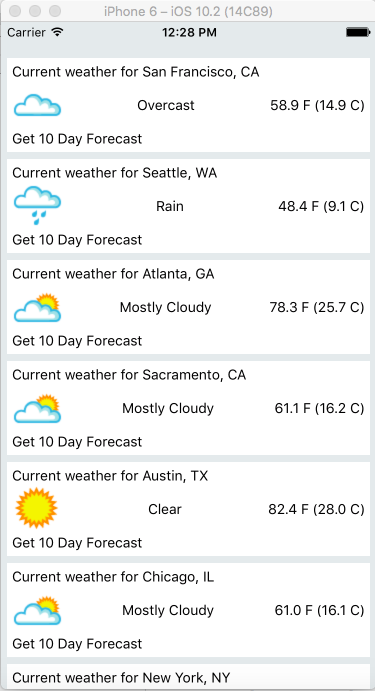 iPhone 6 – iOS 10.2 (14C89)
Carrier 12:28 PM
Current weather for San Francisco, CA
Overcast 58.9 F (14.9 C)
Get 10 Day Forecast
Current weather for Seattle, WA
Rain 48.4 F (9.1 C)
Get 10 Day Forecast
Current weather for Atlanta, GA
Mostly Cloudy 78.3 F (25.7 C)
Get 10 Day Forecast
Current weather for Sacramento, CA
Mostly Cloudy 61.1 F (16.2 C)
Get 10 Day Forecast
Current weather for Austin, TX
Clear 82.4 F (28.0 C)
Get 10 Day Forecast
Current weather for Chicago, IL
Mostly Cloudy 61.0 F (16.1 C)
Get 10 Day Forecast
Current weather for New York, NY